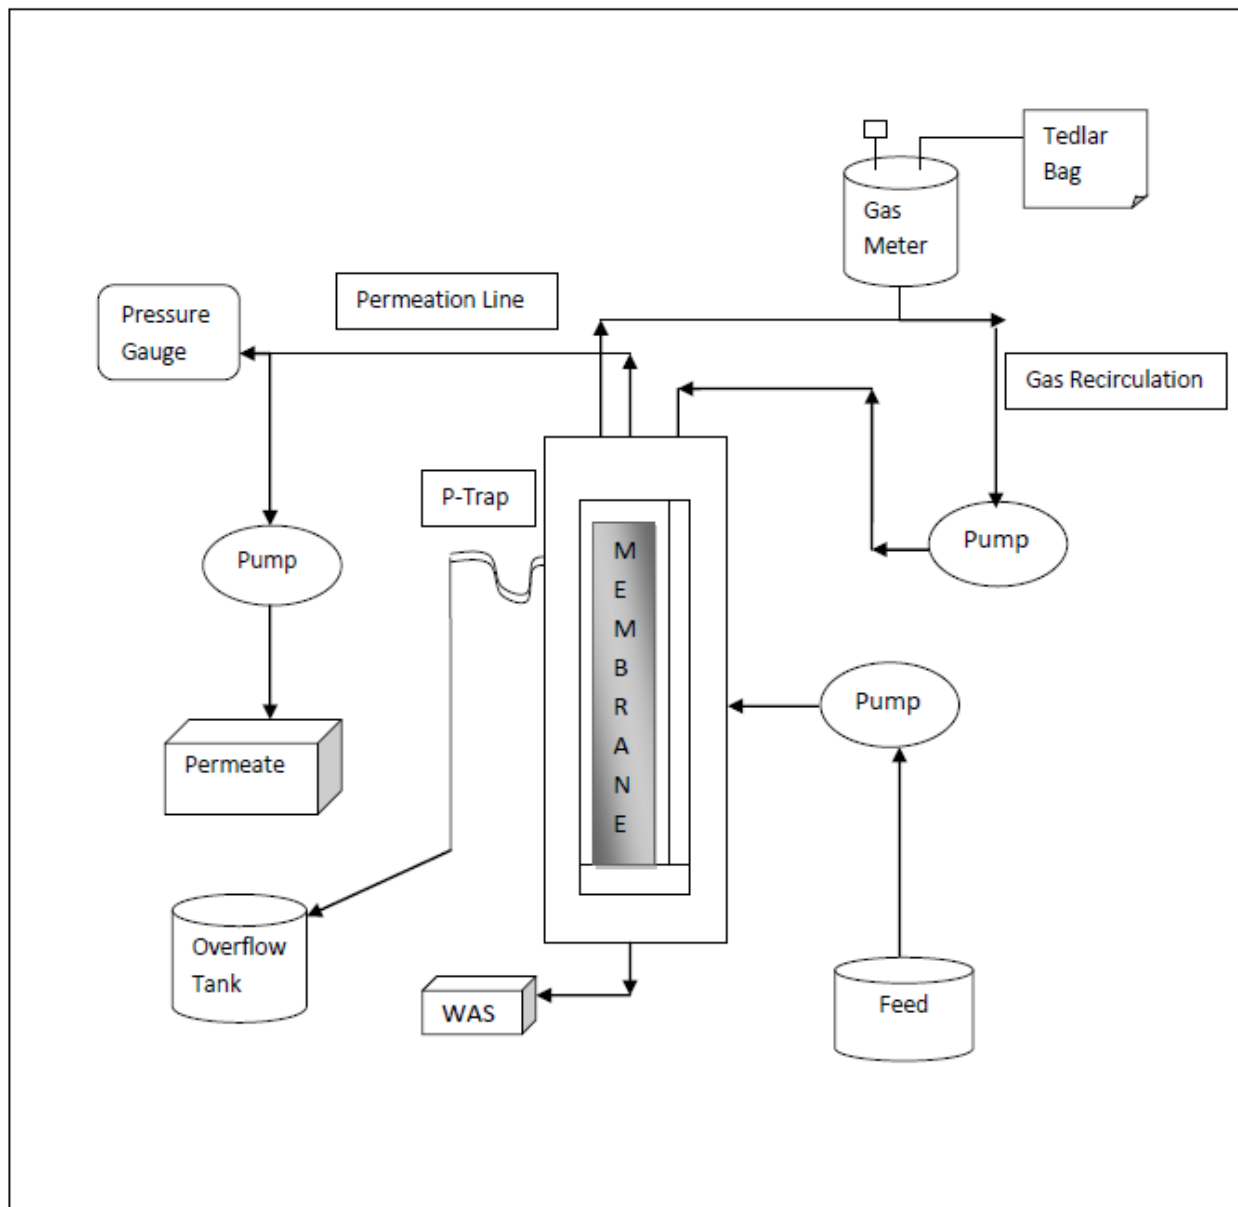 Tedlar
Bag
Gas
Meter
Permeation Line
Pressure
Gauge
Gas Recirculation
P-Trap
Pump
Pump
MEMBRANE
Pump
Permeate
Overflow
Tank
WAS
Feed